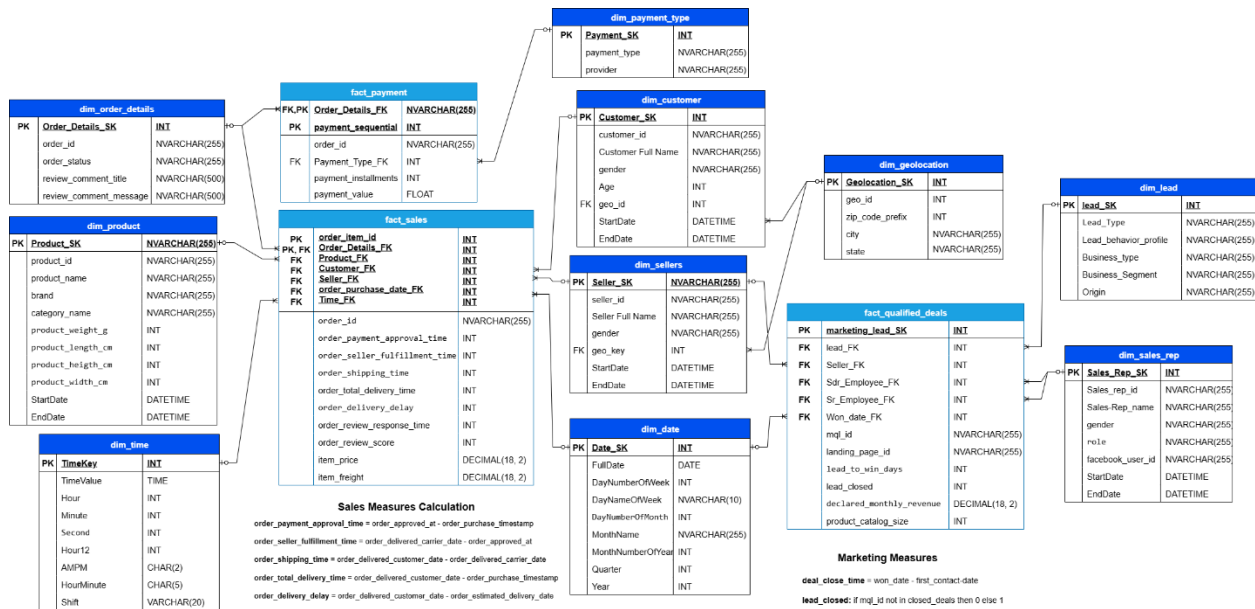 dim_payment_type
PK Payment_SK INT
payment_type NVARCHAR(255)
provider NVARCHAR(255)
fact_payment
FK,PK Order_Details_FK NVARCHAR(255)
PK payment_sequential INT
order_id NVARCHAR(255)
FK Payment_Type_FK INT
payment_installments INT
payment_value FLOAT
dim_order_details
PK Order_Details_SK INT
order_id NVARCHAR(255)
order_status NVARCHAR(255)
review_comment_title NVARCHAR(500)
review_comment_message NVARCHAR(500)
dim_customer
PK Customer_SK INT
customer_id NVARCHAR(255)
Customer Full Name NVARCHAR(255)
gender NVARCHAR(255)
Age INT
FK geo_id INT
StartDate DATETIME
EndDate DATETIME
dim_geolocation
PK Geolocation_SK INT
geo_id INT
zip_code_prefix INT
city NVARCHAR(255)
state NVARCHAR(255)
dim_lead
PK lead_SK INT
Lead_Type NVARCHAR(255)
Lead_behavior_profile NVARCHAR(255)
Business_type NVARCHAR(255)
Business_Segment NVARCHAR(255)
Origin NVARCHAR(255)
dim_product
PK Product_SK NVARCHAR(255)
product_id NVARCHAR(255)
product_name NVARCHAR(255)
brand NVARCHAR(255)
category_name NVARCHAR(255)
product_weight_g INT
product_length_cm INT
product_heigth_cm INT
product_width_cm INT
StartDate DATETIME
EndDate DATETIME
fact_sales
PK order_item_id INT
PK, FK Order_Details_FK INT
FK Product_FK INT
FK Customer_FK INT
FK Seller_FK INT
FK order_purchase_date_FK INT
FK Time_FK INT
order_id NVARCHAR(255)
order_payment_approval_time INT
order_seller_fulfillment_time INT
order_shipping_time INT
order_total_delivery_time INT
order_delivery_delay INT
order_review_response_time INT
order_review_score INT
item_price DECIMAL(18, 2)
item_freight DECIMAL(18, 2)
dim_sellers
PK Seller_SK NVARCHAR(255)
seller_id NVARCHAR(255)
Seller Full Name NVARCHAR(255)
gender NVARCHAR(255)
FK geo_key INT
StartDate DATETIME
EndDate DATETIME
fact_qualified_deals
PK marketing_lead_SK INT
FK lead_FK INT
FK Seller_FK INT
FK Sdr_Employee_FK INT
FK Sr_Employee_FK INT
FK Won_date_FK INT
mql_id NVARCHAR(255)
landing_page_id NVARCHAR(255)
lead_to_win_days INT
lead_closed INT
declared_monthly_revenue DECIMAL(18, 2)
product_catalog_size INT
dim_sales_rep
PK Sales_Rep_SK INT
Sales_rep_id NVARCHAR(255)
Sales-Rep_name NVARCHAR(255)
gender NVARCHAR(255)
role NVARCHAR(255)
facebook_user_id NVARCHAR(255)
StartDate DATETIME
EndDate DATETIME
dim_time
PK TimeKey INT
TimeValue TIME
Hour INT
Minute INT
Second INT
Hour12 INT
AMPM CHAR(2)
HourMinute CHAR(5)
Shift VARCHAR(20)
dim_date
PK Date_SK INT
FullDate DATE
DayNumberOfWeek INT
DayNameOfWeek NVARCHAR(10)
DayNumberOfMonth INT
MonthName NVARCHAR(255)
MonthNumberOfYear INT
Quarter INT
Year INT
Sales Measures Calculation
order_payment_approval_time = order_approved_at - order_purchase_timestamp
order_seller_fulfillment_time = order_delivered_carrier_date - order_approved_at
order_shipping_time = order_delivered_customer_date - order_delivered_carrier_date
order_total_delivery_time = order_delivered_customer_date - order_purchase_timestamp
order_delivery_delay = order_delivered_customer_date - order_estimated_delivery_date
Marketing Measures
deal_close_time = won_date - first_contact-date
lead_closed: if mql_id not in closed_deals then 0 else 1